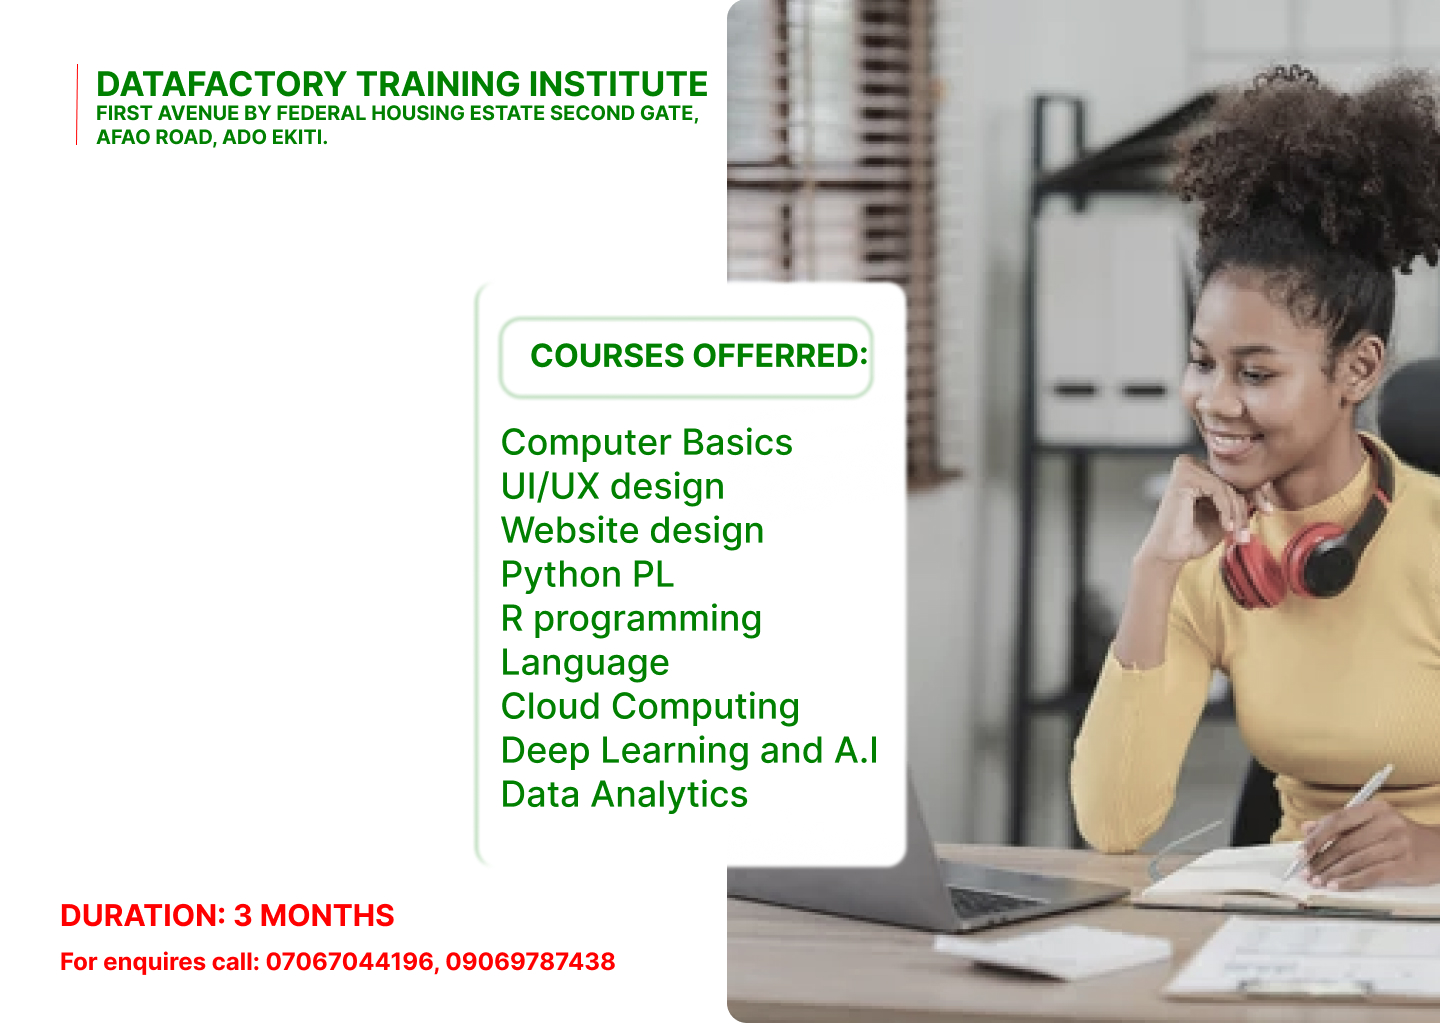 DATAFACTORY TRAINING INSTITUTE
FIRST AVENUE BY FEDERAL HOUSING ESTATE SECOND GATE,
AFAO ROAD, ADO EKITI.
COURSES OFFERRED:
Computer Basics
UI/UX design
Website design
Python PL
R programming
Language
Cloud Computing
Deep Learning and A.I
Data Analytics
DURATION: 3 MONTHS
For enquires call: 07067044196, 09069787438